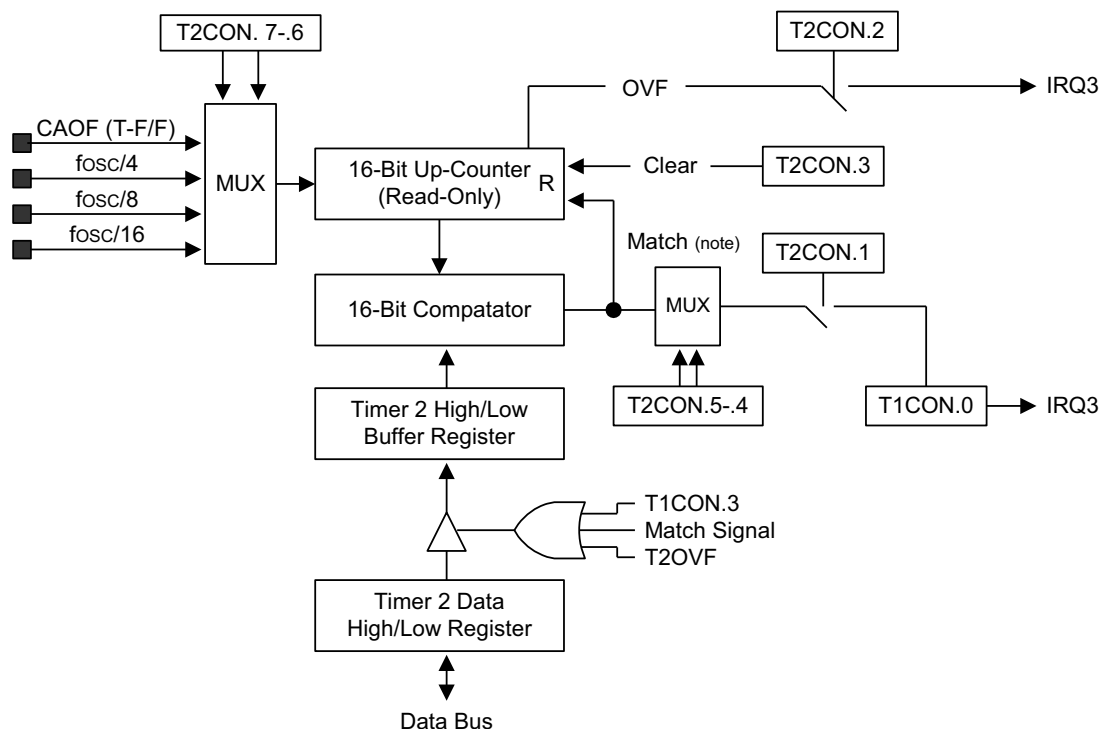 T2CON. 7-.6
T2CON.2
OVF
IRQ3
CAOF (T-F/F)
fOSC/4
fOSC/8
fOSC/16
MUX
16-Bit Up-Counter
(Read-Only)
R
Clear
T2CON.3
Match (note)
T2CON.1
16-Bit Compatator
MUX
Timer 2 High/Low
Buffer Register
T2CON.5-.4
T1CON.0
IRQ3
T1CON.3
Match Signal
T2OVF
Timer 2 Data
High/Low Register
Data Bus